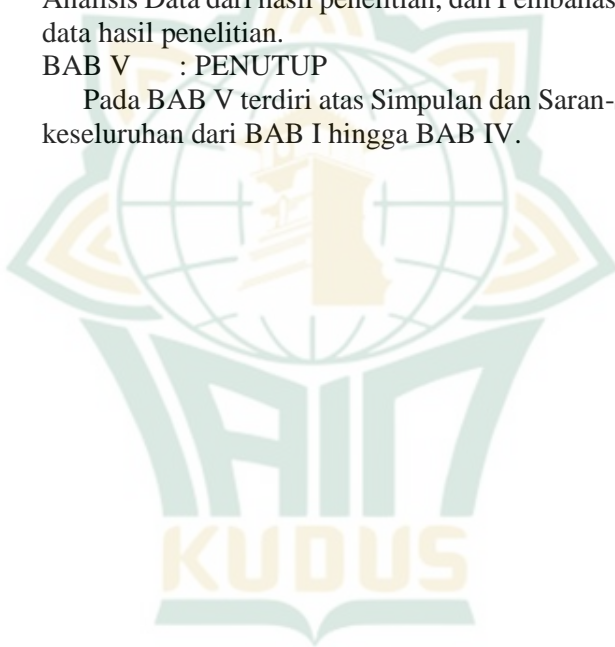 Analisis Data dari hasil penelitian, dan Pembahas
data hasil penelitian.
BAB V : PENUTUP
Pada BAB V terdiri atas Simpulan dan Saran-
keseluruhan dari BAB I hingga BAB IV.
IAIN
KUDUS